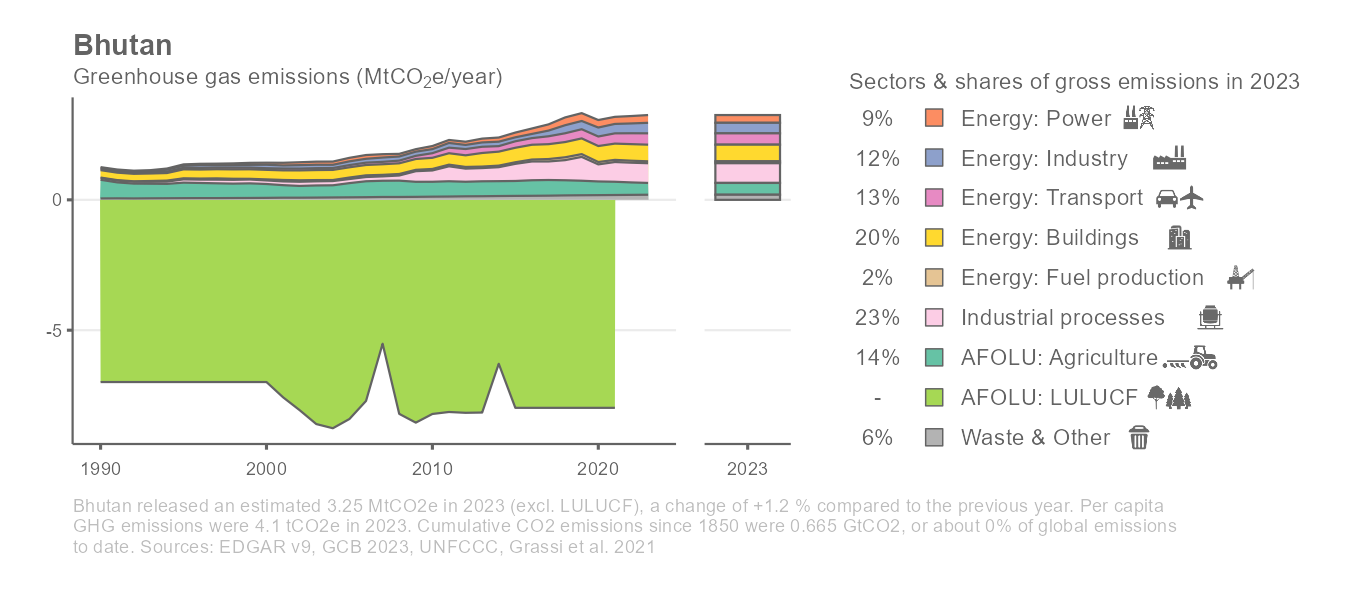 Bhutan
Greenhouse gas emissions (MtCO₂e/year)
0
-5
1990
2000
2010
2020
2023
Sectors & shares of gross emissions in 2023
9% Energy: Power
12% Energy: Industry
13% Energy: Transport
20% Energy: Buildings
2% Energy: Fuel production
23% Industrial processes
14% AFOLU: Agriculture
- AFOLU: LULUCF
6% Waste & Other
Bhutan released an estimated 3.25 MtCO2e in 2023 (excl. LULUCF), a change of +1.2 % compared to the previous year. Per capita
GHG emissions were 4.1 tCO2e in 2023. Cumulative CO2 emissions since 1850 were 0.665 GtCO2, or about 0% of global emissions
to date. Sources: EDGAR v9, GCB 2023, UNFCCC, Grassi et al. 2021